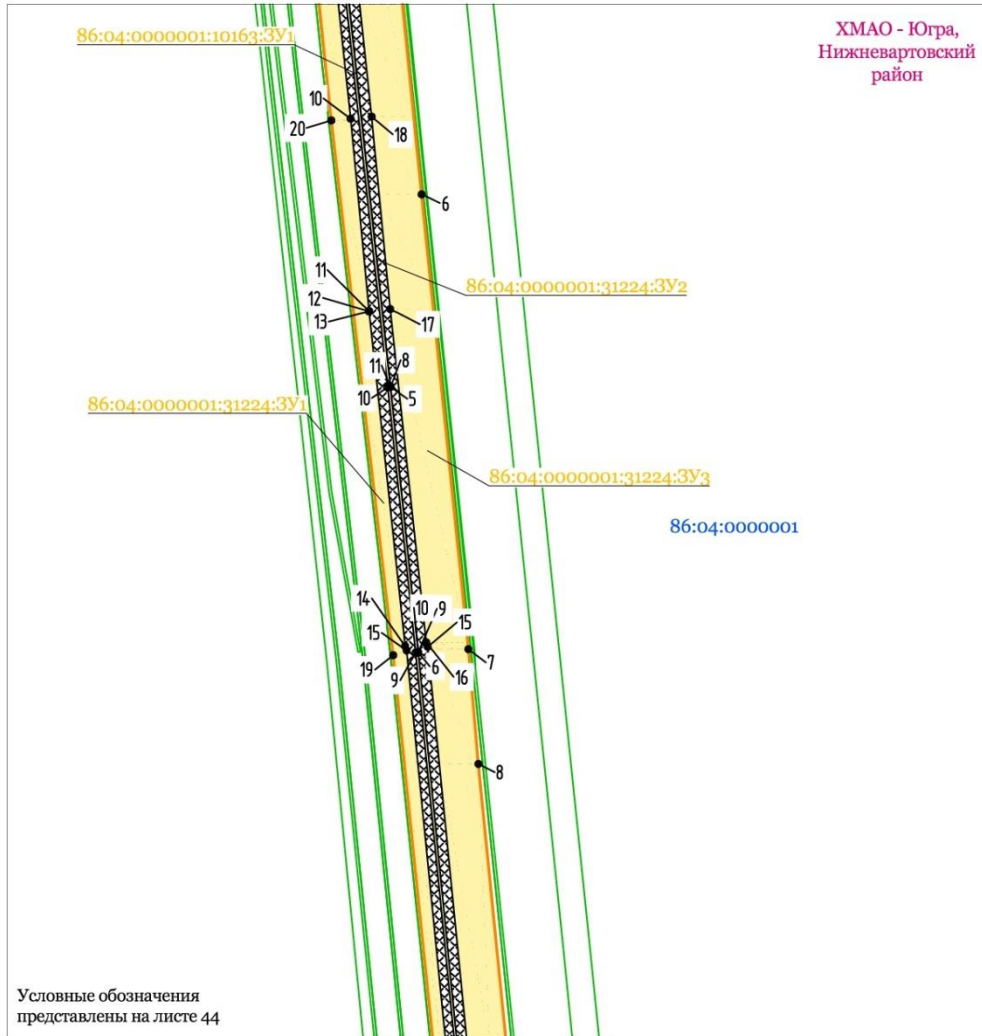 86:04:0000001:10163:ЗУ1
ХМАО - Югра,
Нижневартовский
район
10
20
18
6
86:04:0000001:31224:ЗУ2
11
12
13
17
11
8
10
5
86:04:0000001:31224:ЗУ1
86:04:0000001:31224:ЗУ3
86:04:0000001
14
10
9
15
15
19
9
6
16
7
8
Условные обозначения
представлены на листе 44